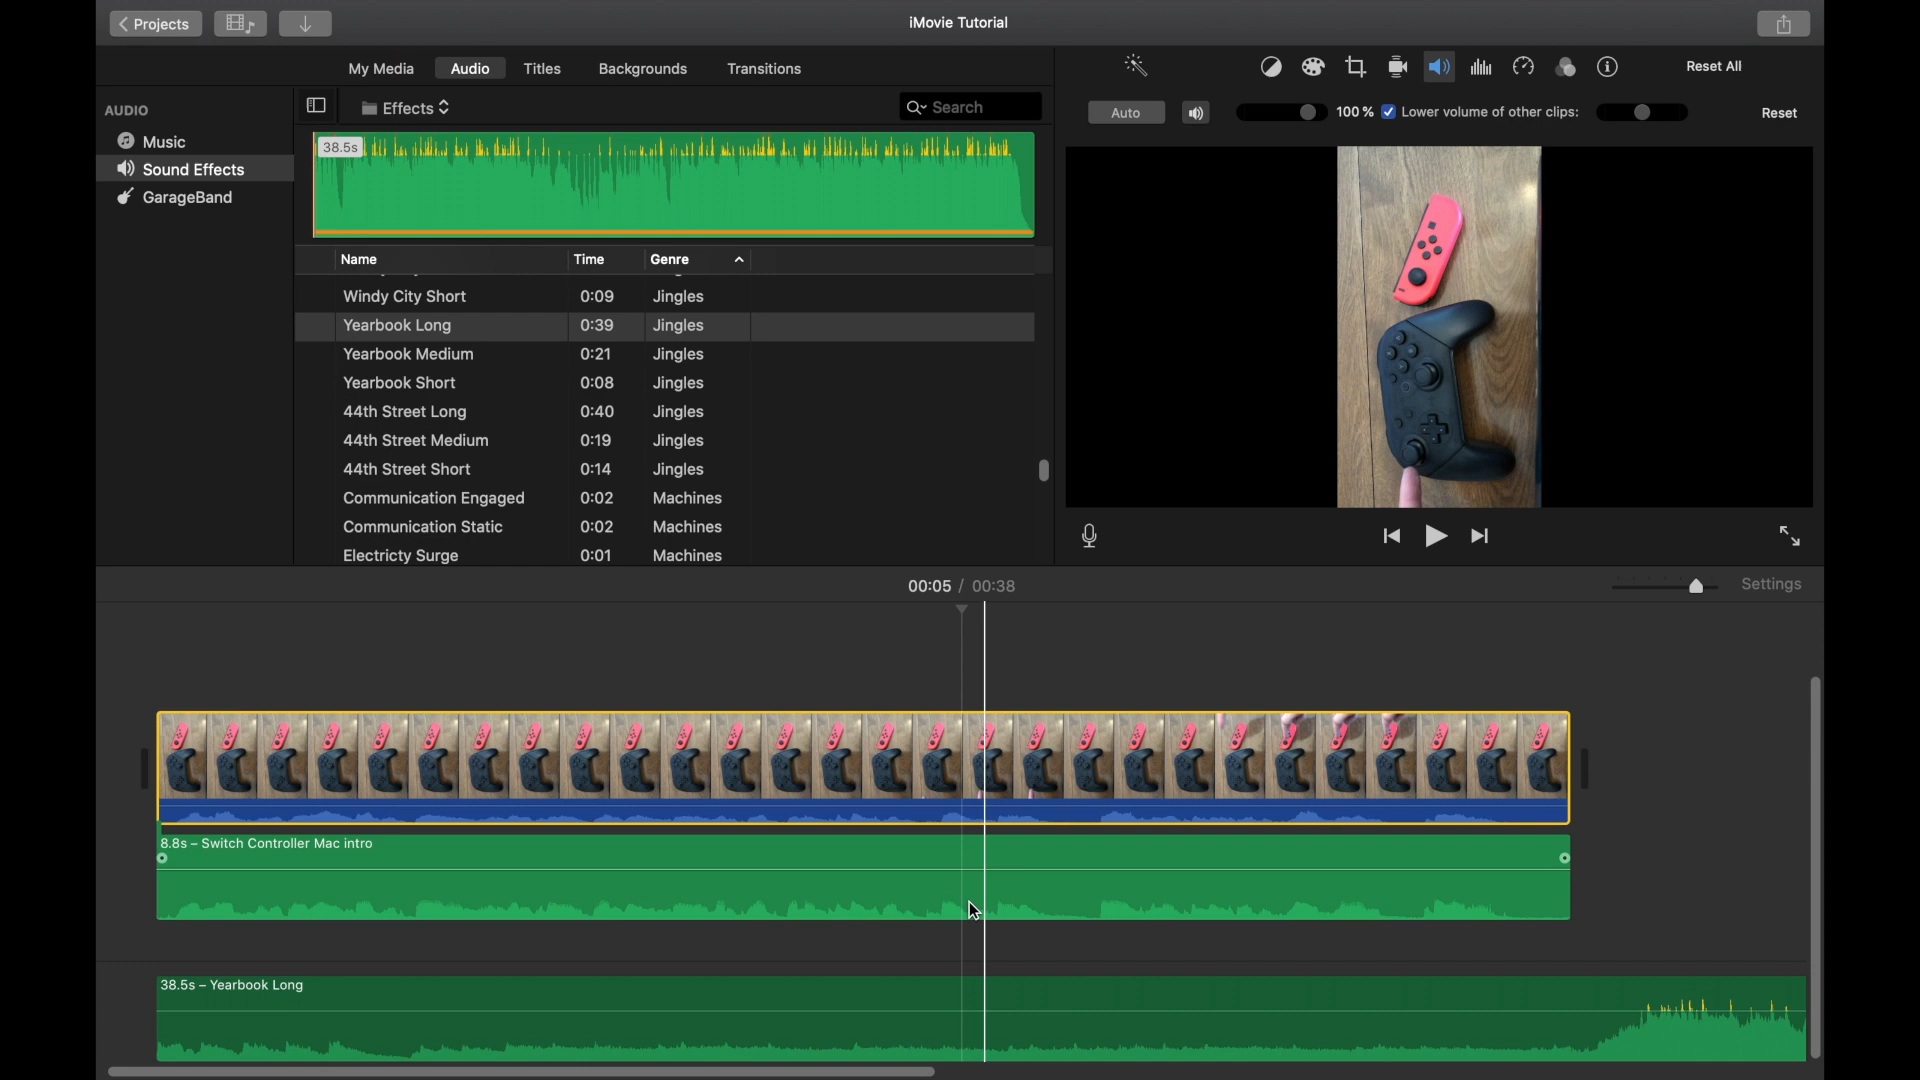 Projects
iMovie Tutorial
My Media
Audio
Titles
Backgrounds
Transitions
Reset All
AUDIO
Music
Sound Effects
GarageBand
Effects
Search
Auto
100 %
Lower volume of other clips:
Reset
38.5s
Name Time Genre
Windy City Short 0:09 Jingles
Yearbook Long 0:39 Jingles
Yearbook Medium 0:21 Jingles
Yearbook Short 0:08 Jingles
44th Street Long 0:40 Jingles
44th Street Medium 0:19 Jingles
44th Street Short 0:14 Jingles
Communication Engaged 0:02 Machines
Communication Static 0:02 Machines
Electricty Surge 0:01 Machines
00:05 / 00:38
Settings
8.8s – Switch Controller Mac intro
38.5s – Yearbook Long